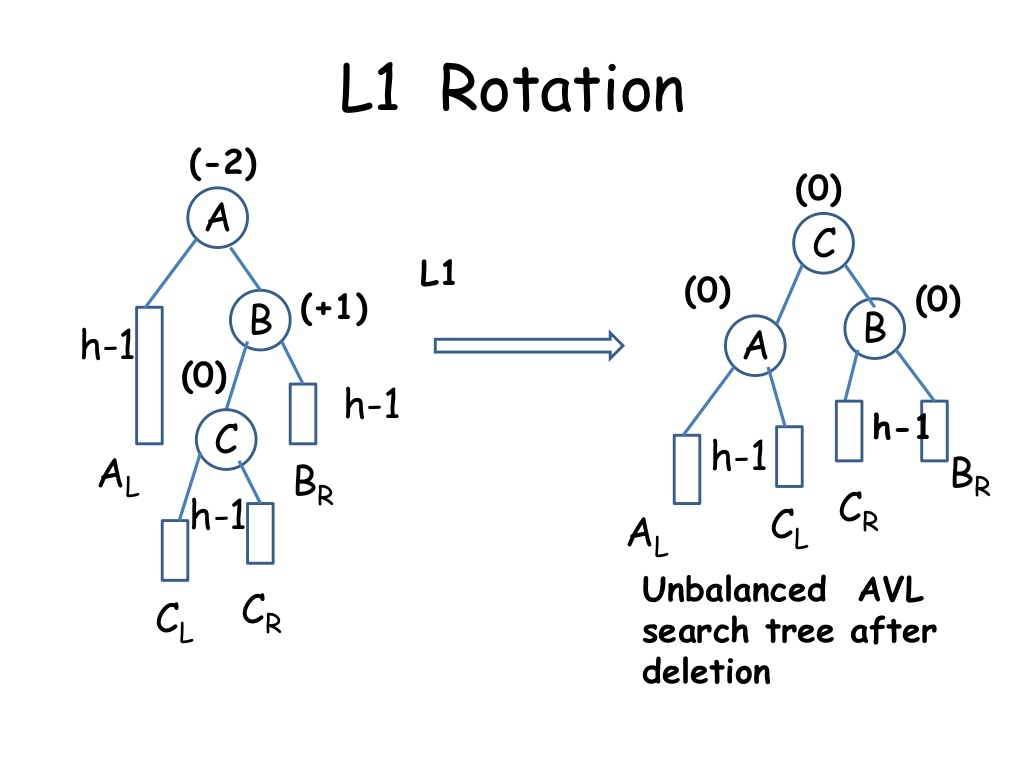 L1 Rotation
(-2)
A
B
(+1)
h-1
(0)
h-1
C
A_L
B_R
h-1
C_L
C_R
L1
(0)
C
(0)
(0)
A
B
h-1
h-1
B_R
C_R
C_L
A_L
Unbalanced AVL
search tree after
deletion